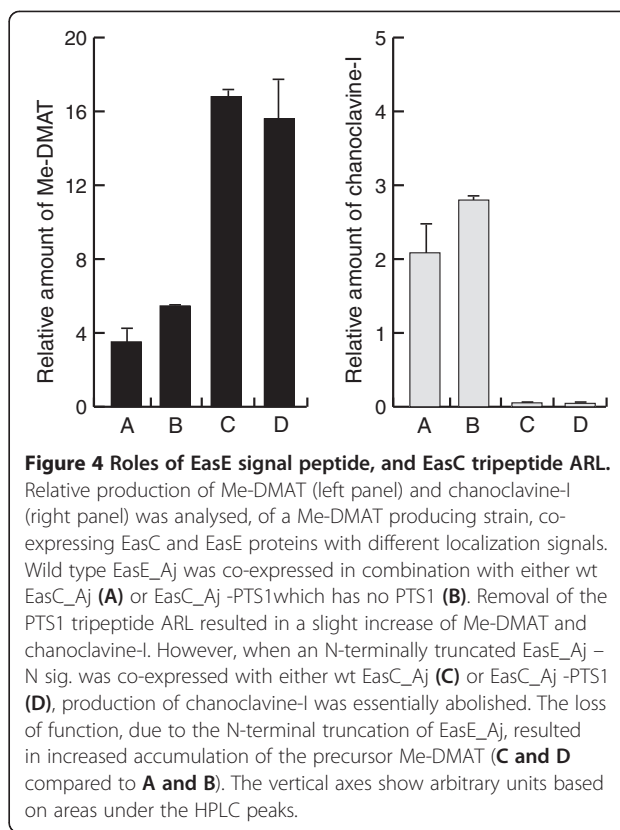 20
16
12
8
4
0
Relative amount of Me-DMAT
A B C D
5
4
3
2
1
0
Relative amount of chanoclavine-I
A B C D
Figure 4 Roles of EasE signal peptide, and EasC tripeptide ARL.
Relative production of Me-DMAT (left panel) and chanoclavine-I
(right panel) was analysed, of a Me-DMAT producing strain, co-
expressing EasC and EasE proteins with different localization signals.
Wild type EasE_Aj was co-expressed in combination with either wt
EasC_Aj (A) or EasC_Aj -PTS1which has no PTS1 (B). Removal of the
PTS1 tripeptide ARL resulted in a slight increase of Me-DMAT and
chanoclavine-I. However, when an N-terminally truncated EasE_Aj –
N sig. was co-expressed with either wt EasC_Aj (C) or EasC_Aj -PTS1
(D), production of chanoclavine-I was essentially abolished. The loss
of function, due to the N-terminal truncation of EasE_Aj, resulted
in increased accumulation of the precursor Me-DMAT (C and D
compared to A and B). The vertical axes show arbitrary units based
on areas under the HPLC peaks.